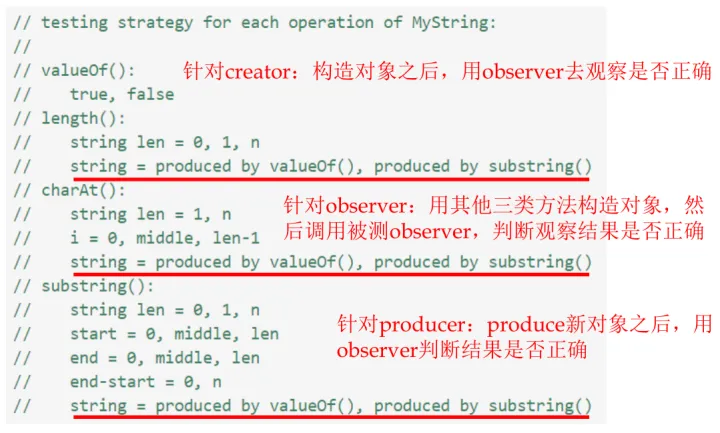 // testing strategy for each operation of MyString:
//
// valueOf():
//    true, false
针对creator：构造对象之后，用observer去观察是否正确
// length():
//    string len = 0, 1, n
//    string = produced by valueOf(), produced by substring()
// charAt():
//    string len = 1, n
//    i = 0, middle, len-1
//    string = produced by valueOf(), produced by substring()
针对observer：用其他三类方法构造对象，然
后调用被测observer，判断观察结果是否正确
// substring():
//    string len = 0, 1, n
//    start = 0, middle, len
//    end = 0, middle, len
//    end-start = 0, n
//    string = produced by valueOf(), produced by substring()
针对producer：produce新对象之后，用
observer判断结果是否正确